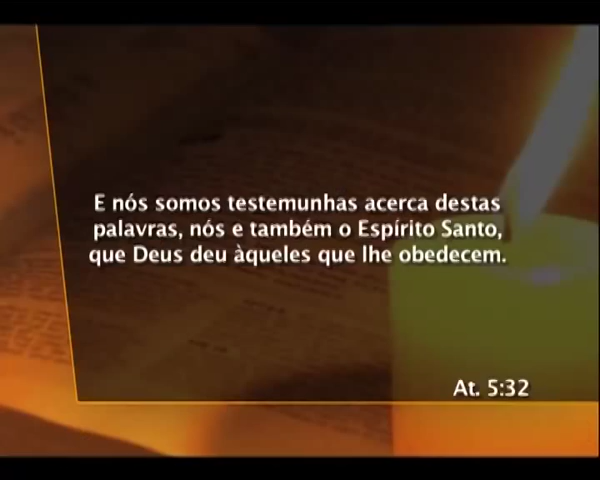 E nós somos testemunhas acerca destas
palavras, nós e também o Espírito Santo,
que Deus deu àqueles que lhe obedecem.
At. 5:32